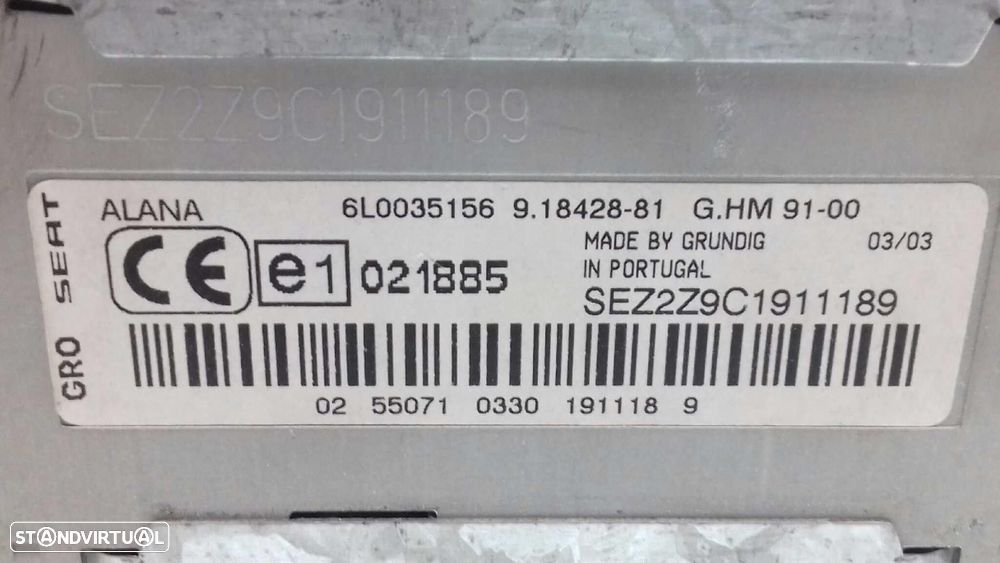 SEZ2Z9C1911189
GRO SEAT
ALANA 6L0035156 9.18428-81 G.HM 91-00
MADE BY GRUNDIG 03/03
IN PORTUGAL
CE e1 021885
SEZ2Z9C1911189
02 55071 0330 191118 9
STANDVIRTUAL